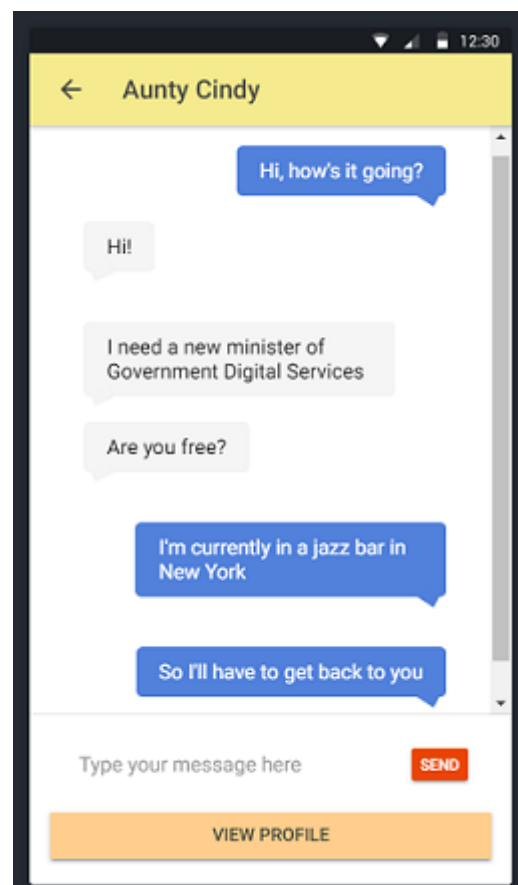 12:30
Aunty Cindy
Hi, how's it going?
Hi!
I need a new minister of
Government Digital Services
Are you free?
I'm currently in a jazz bar in
New York
So I'll have to get back to you
Type your message here
SEND
VIEW PROFILE